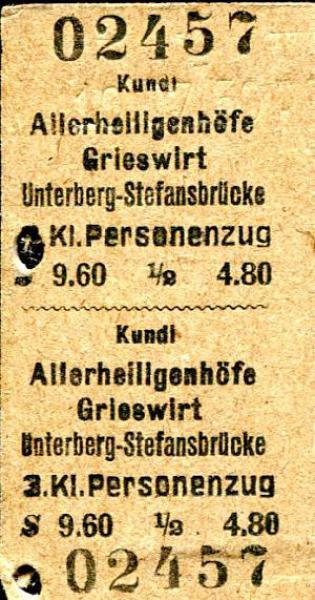 02457
Kundl
Allerheiligenhöfe
Grieswirt
Unterberg-Stefansbrücke
Kl. Personenzug
S 9.60 1/2 4.80
Kundl
Allerheiligenhöfe
Grieswirt
Unterberg-Stefansbrücke
3. Kl. Personenzug
S 9.60 1/2 4.80
02457